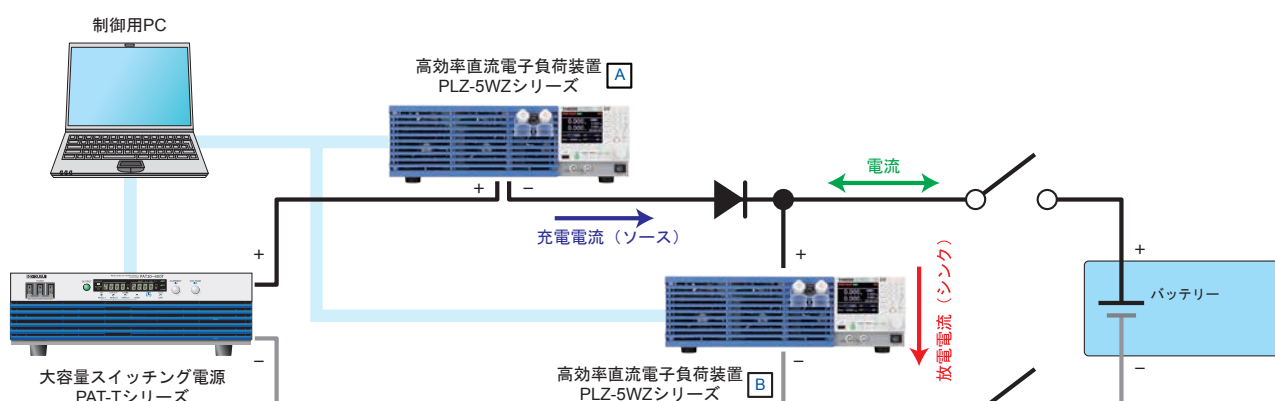 制御用PC
高効率直流電子負荷装置 A
PLZ-5WZシリーズ
電流
+ −
充電電流（ソース）
+
+
+
KIKUSUI
放電電流（シンク）
バッテリー
−
−
−
大容量スイッチング電源
PAT-Tシリーズ
高効率直流電子負荷装置 B
PLZ-5WZシリーズ